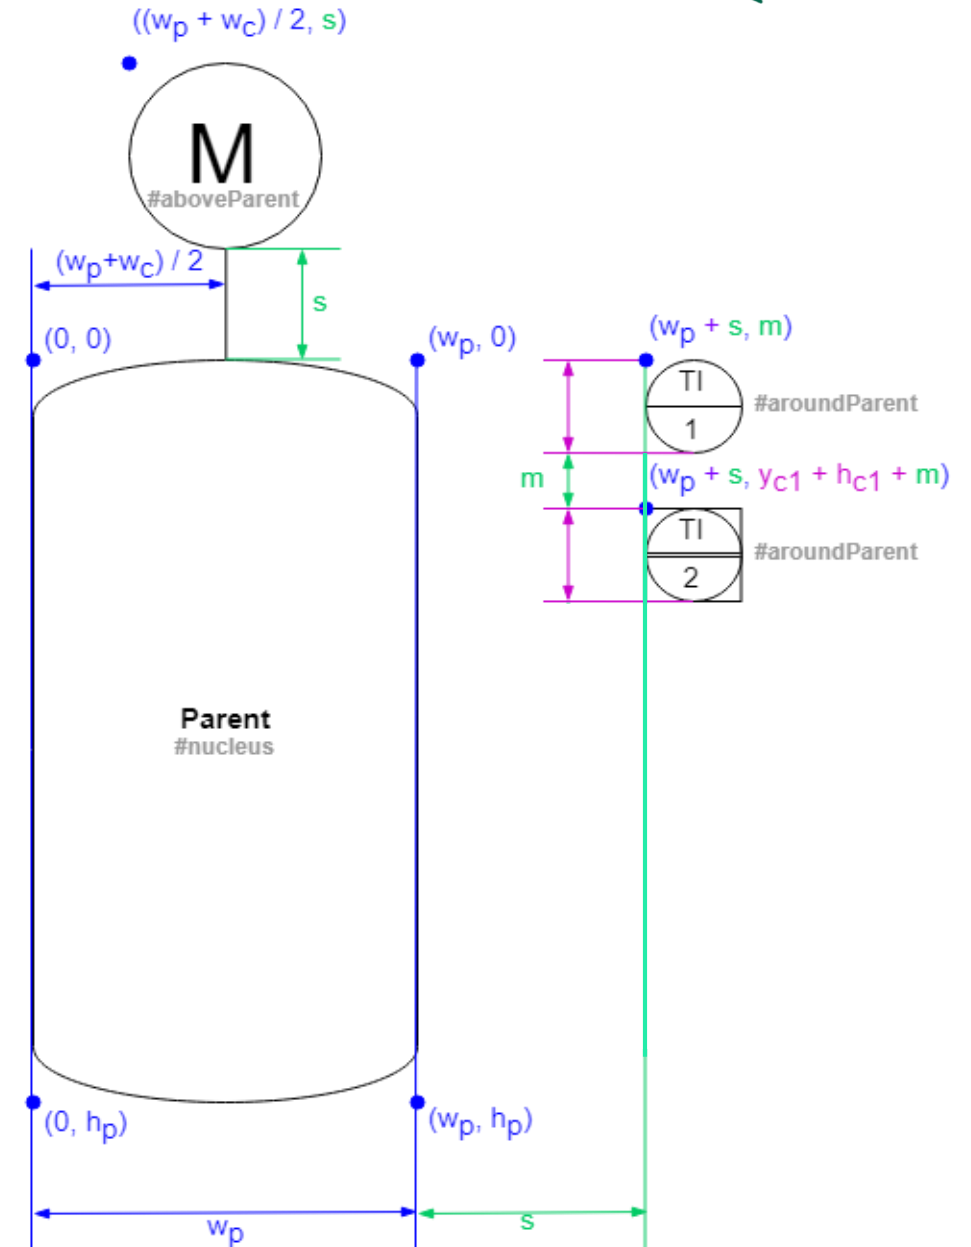 ((wp + wc) / 2, s)
M
#aboveParent
(wp+wc) / 2
s
(0, 0)
(wp, 0)
(wp + s, m)
TI
1
#aroundParent
m
(wp + s, yc1 + hc1 + m)
TI
2
#aroundParent
Parent
#nucleus
(0, hp)
(wp, hp)
wp
s